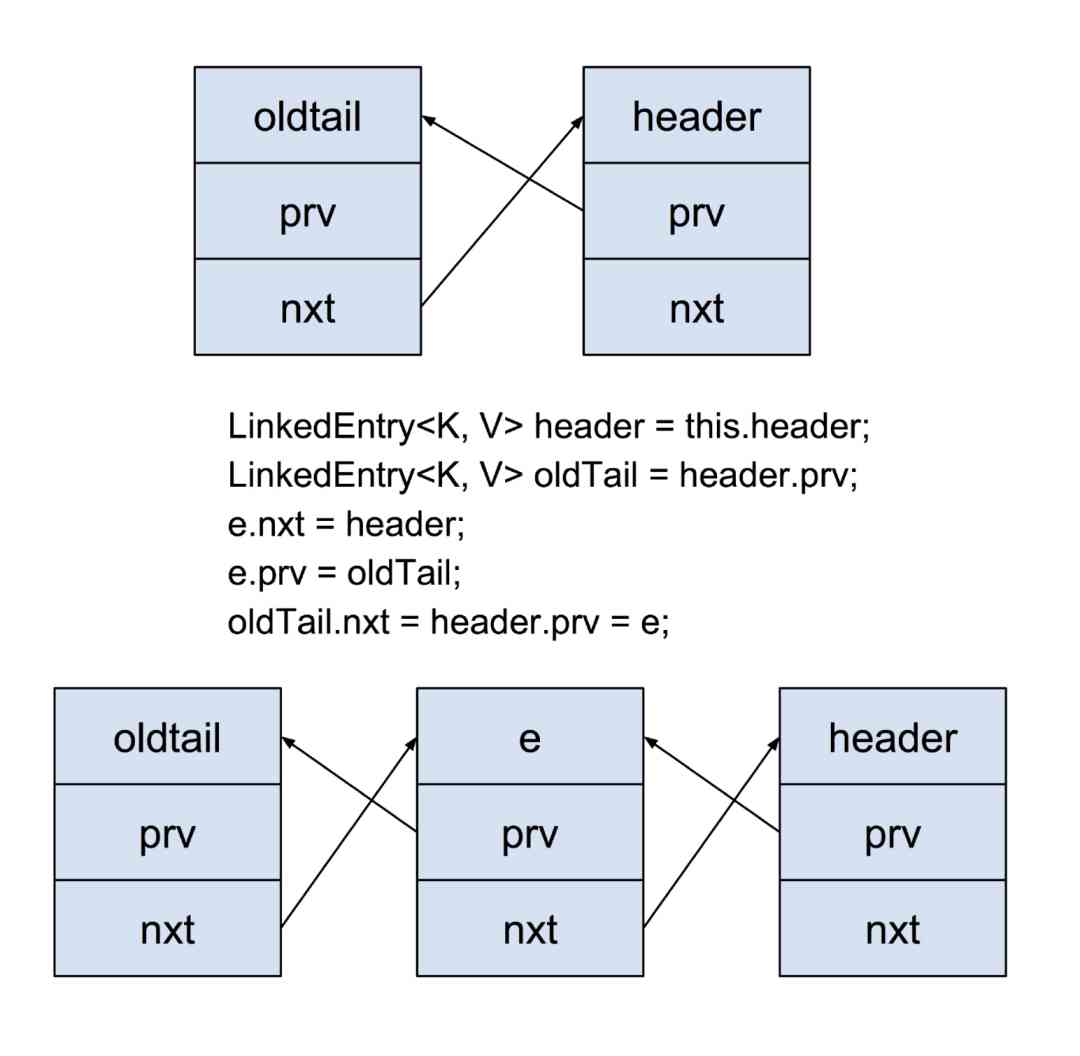 oldtail header
prv prv
nxt nxt
LinkedEntry<K, V> header = this.header;
LinkedEntry<K, V> oldTail = header.prv;
e.nxt = header;
e.prv = oldTail;
oldTail.nxt = header.prv = e;
oldtail e header
prv prv prv
nxt nxt nxt